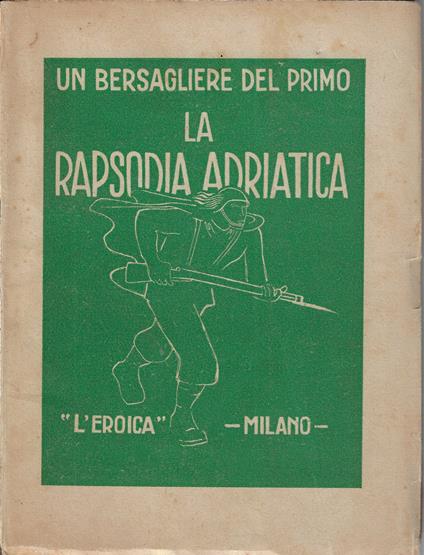 UN BERSAGLIERE DEL PRIMO
LA
RAPSODIA ADRIATICA
"L'EROICA" — MILANO —